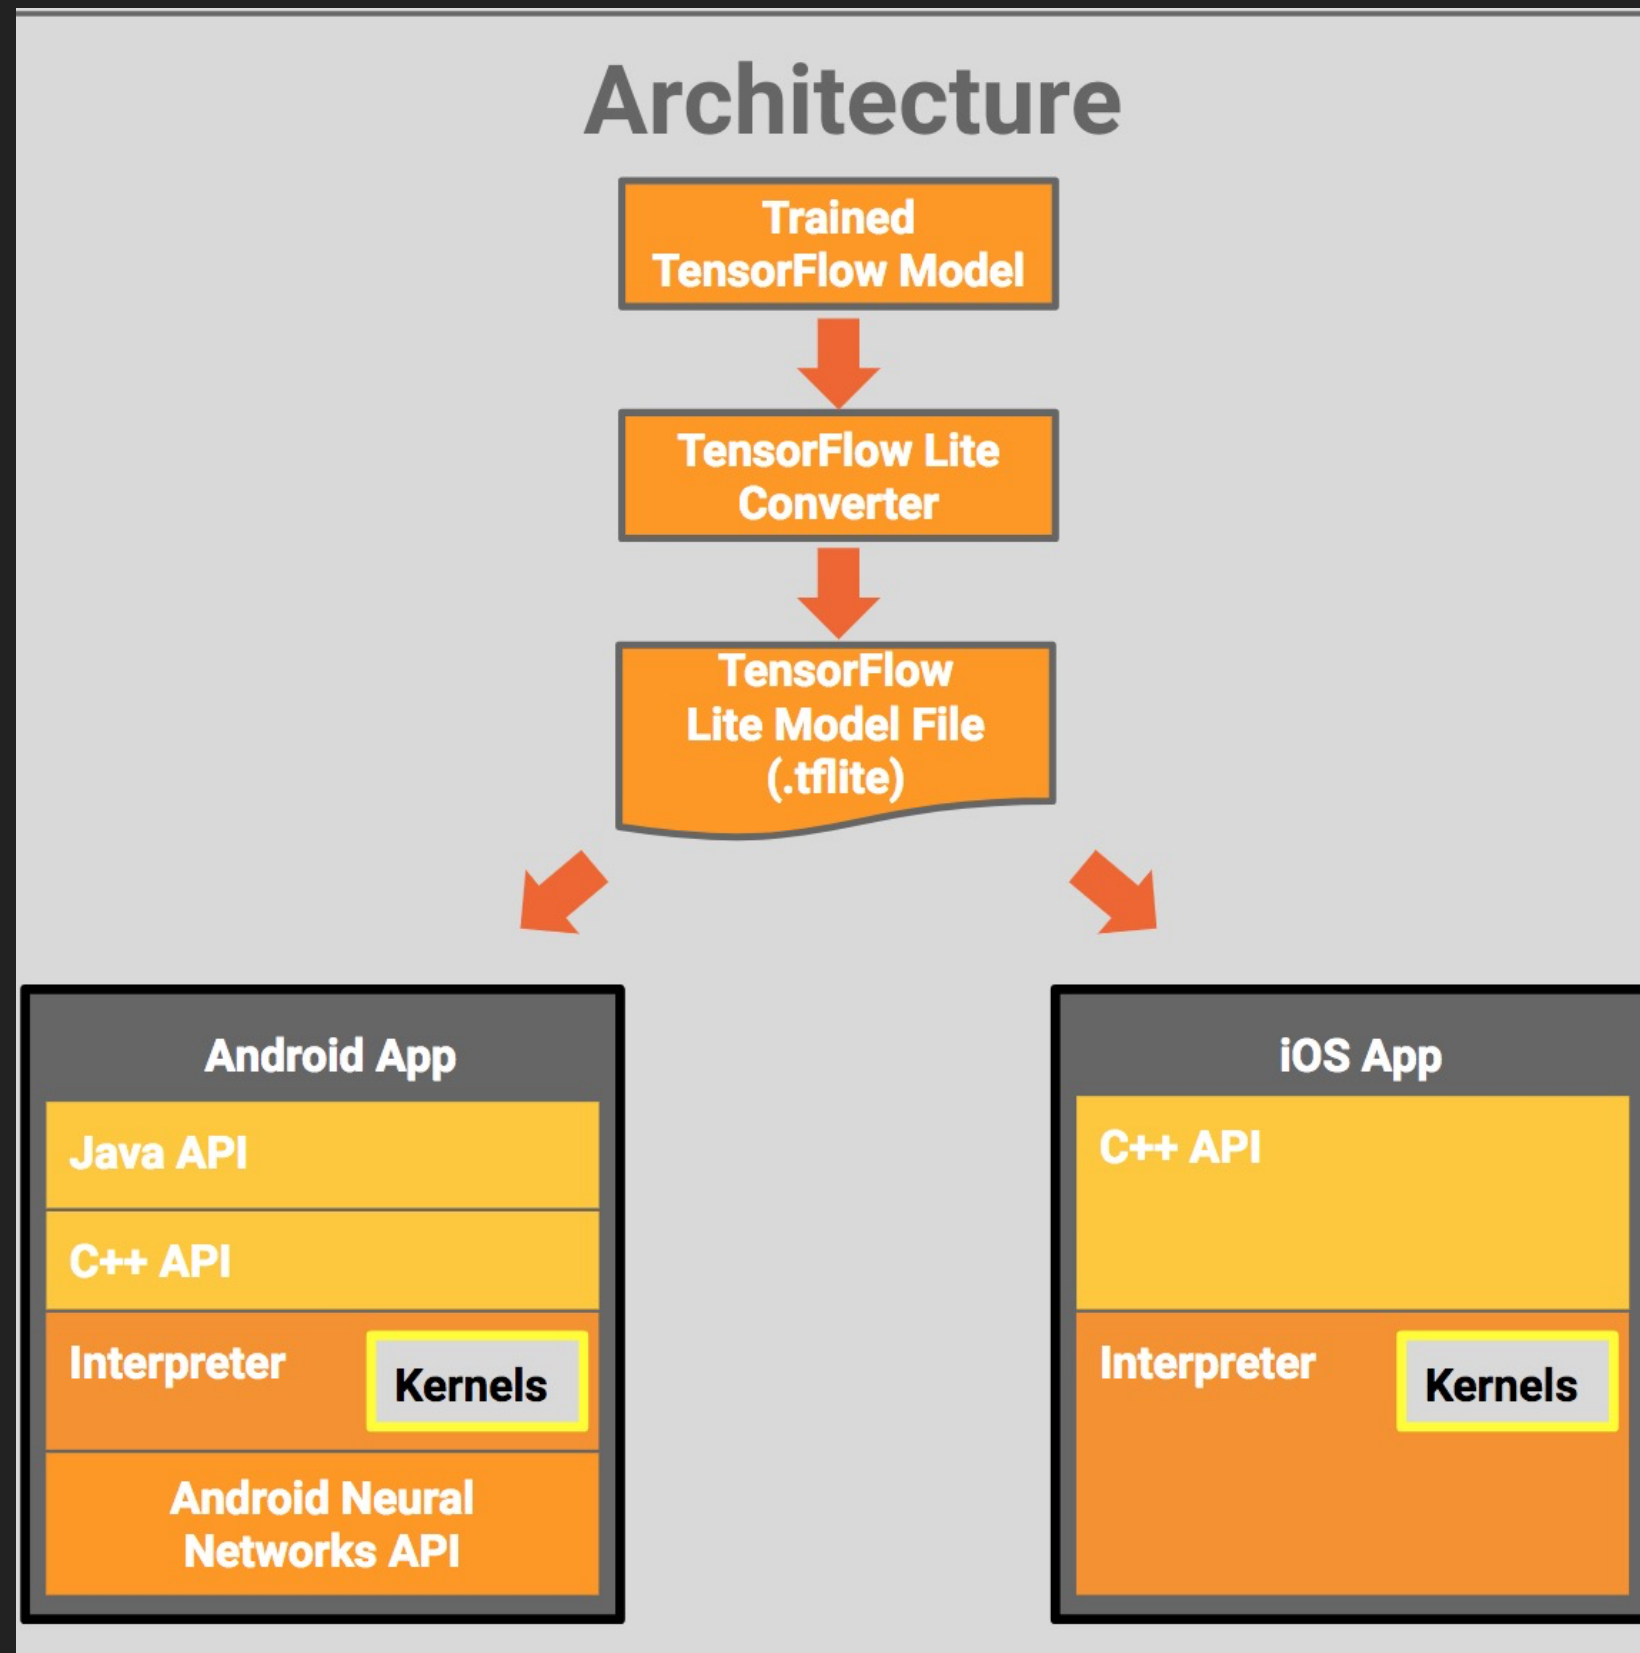 Architecture
Trained
TensorFlow Model
TensorFlow Lite
Converter
TensorFlow
Lite Model File
(.tflite)
Android App
Java API
C++ API
Interpreter
Kernels
Android Neural
Networks API
iOS App
C++ API
Interpreter
Kernels